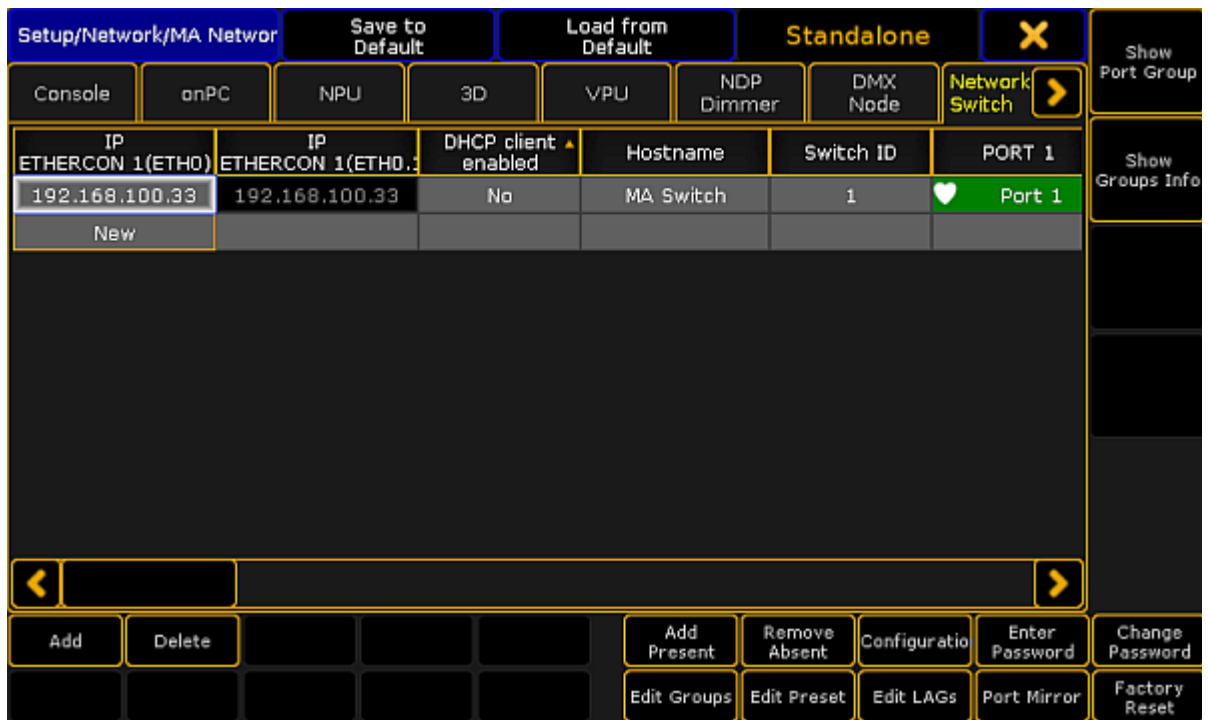 Setup/Network/MA Networ
Save to
Default
Load from
Default
Standalone
Show
Port Group
Console
onPC
NPU
3D
VPU
NDP
Dimmer
DMX
Node
Network
Switch
IP
ETHERCON 1(ETH0)
IP
ETHERCON 1(ETH0.1
DHCP client
enabled
Hostname
Switch ID
PORT 1
Show
Groups Info
192.168.100.33
192.168.100.33
No
MA Switch
1
Port 1
New
Add
Delete
Add
Present
Remove
Absent
Configuratio
Enter
Password
Change
Password
Edit Groups
Edit Preset
Edit LAGs
Port Mirror
Factory
Reset